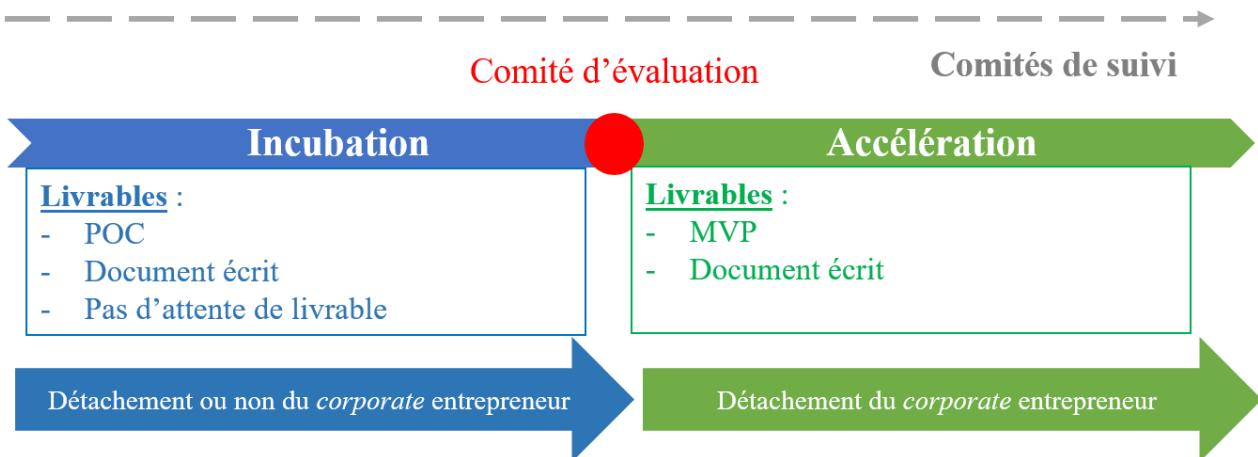 Comité d'évaluation
Comités de suivi
Incubation
Accélération
Livrables :
- POC
- Document écrit
- Pas d'attente de livrable
Livrables :
- MVP
- Document écrit
Détachement ou non du corporate entrepreneur
Détachement du corporate entrepreneur